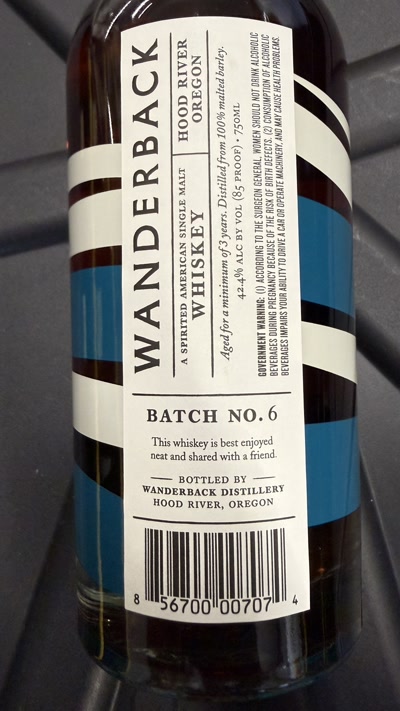 WANDERBACK
A SPIRITED AMERICAN SINGLE MALT
WHISKEY
HOOD RIVER
OREGON
Aged for a minimum of 3 years. Distilled from 100% malted barley.
42.4% ALC BY VOL (85 PROOF) • 750ML
GOVERNMENT WARNING: (1) ACCORDING TO THE SURGEON GENERAL, WOMEN SHOULD NOT DRINK ALCOHOLIC
BEVERAGES DURING PREGNANCY BECAUSE OF THE RISK OF BIRTH DEFECTS. (2) CONSUMPTION OF ALCOHOLIC
BEVERAGES IMPAIRS YOUR ABILITY TO DRIVE A CAR OR OPERATE MACHINERY, AND MAY CAUSE HEALTH PROBLEMS.
BATCH NO. 6
This whiskey is best enjoyed
neat and shared with a friend.
BOTTLED BY
WANDERBACK DISTILLERY
HOOD RIVER, OREGON
8 56700 00707 4